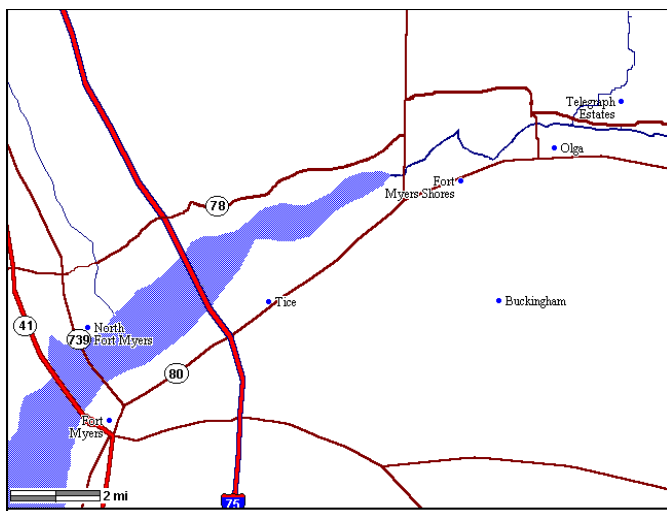 Telegraph
Estates
Olga
Fort
Myers Shores
78
Buckingham
Tice
41
North
739
Fort Myers
80
Fort
Myers
2 mi
75